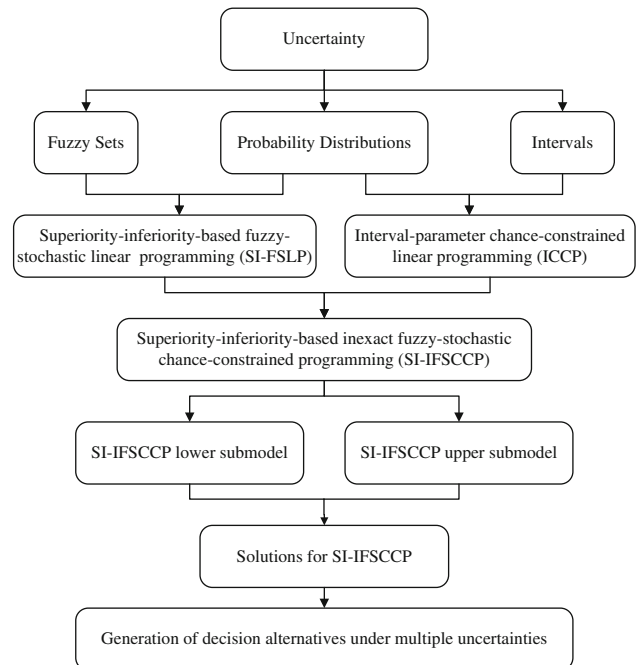 Uncertainty
Fuzzy Sets
Probability Distributions
Intervals
Superiority-inferiority-based fuzzy-
stochastic linear programming (SI-FSLP)
Interval-parameter chance-constrained
linear programming (ICCP)
Superiority-inferiority-based inexact fuzzy-stochastic
chance-constrained programming (SI-IFSCCP)
SI-IFSCCP lower submodel
SI-IFSCCP upper submodel
Solutions for SI-IFSCCP
Generation of decision alternatives under multiple uncertainties